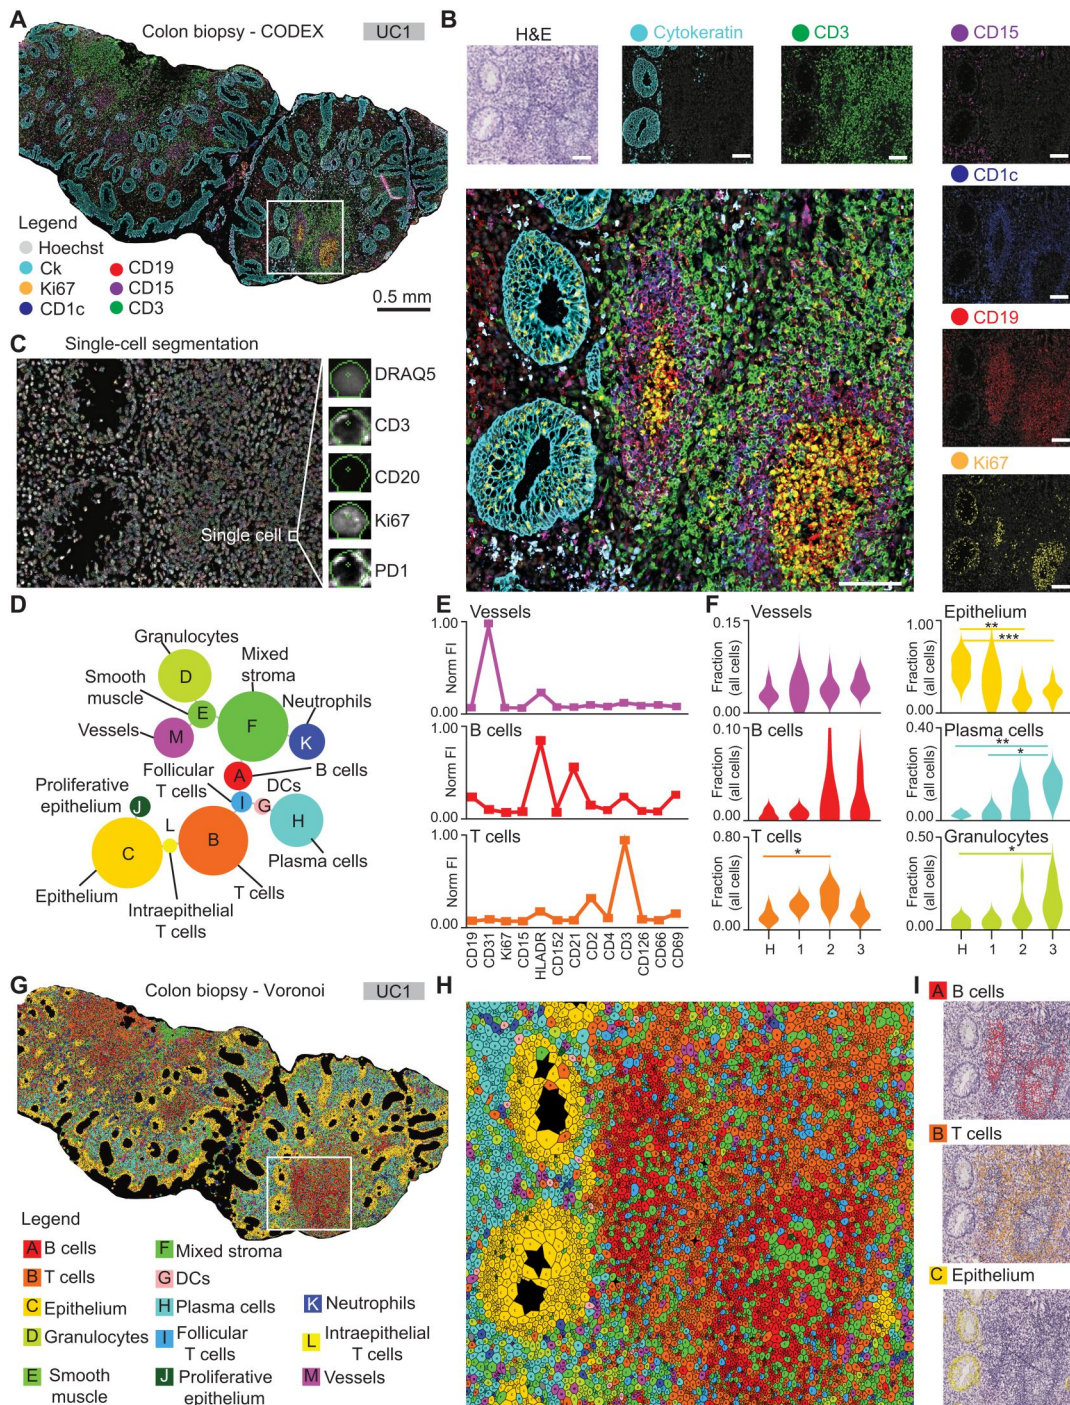 A
Colon biopsy - CODEX
UC1
Legend
Hoechst
Ck
CD19
Ki67
CD15
CD1c
CD3
0.5 mm
B
H&E
Cytokeratin
CD3
CD15
CD1c
CD19
Ki67
C
Single-cell segmentation
Single cell
DRAQ5
CD3
CD20
Ki67
PD1
D
Granulocytes
Mixed
stroma
Smooth
muscle
Neutrophils
Vessels
B cells
Follicular
T cells
DCs
Proliferative
epithelium
Plasma cells
Epithelium
T cells
Intraepithelial
T cells
D
E
F
M
K
A
I
G
J
L
H
B
C
E
Vessels
1.00
Norm FI
0.00
B cells
1.00
Norm FI
0.00
T cells
1.00
Norm FI
0.00
CD19
CD31
Ki67
CD15
HLADR
CD152
CD21
CD2
CD4
CD3
CD126
CD66
CD69
F
Vessels
0.15
Fraction
(all cells)
0.00
Epithelium
1.00
Fraction
(all cells)
0.00
**
***
B cells
0.10
Fraction
(all cells)
0.00
Plasma cells
0.40
Fraction
(all cells)
0.00
**
*
T cells
0.80
Fraction
(all cells)
0.00
*
H 1 2 3
Granulocytes
0.50
Fraction
(all cells)
0.00
*
H 1 2 3
G
Colon biopsy - Voronoi
UC1
Legend
A B cells
F Mixed stroma
B T cells
G DCs
C Epithelium
H Plasma cells
K Neutrophils
D Granulocytes
I Follicular
T cells
L Intraepithelial
T cells
E Smooth
muscle
J Proliferative
epithelium
M Vessels
H
I
A B cells
B T cells
C Epithelium